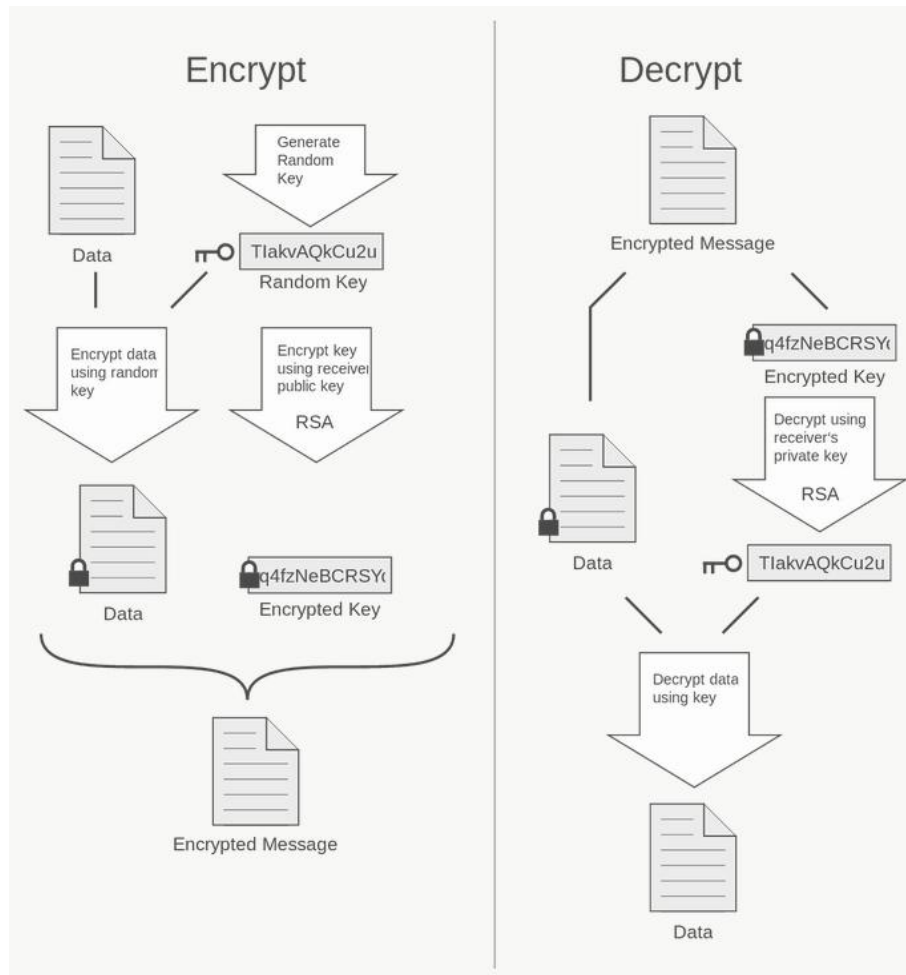 Encrypt
Generate
Random
Key
Data
TIakvAQkCu2u
Random Key
Encrypt data
using random
key
Encrypt key
using receiver
public key
RSA
Data
q4fzNeBCRSY
Encrypted Key
Encrypted Message
Decrypt
Encrypted Message
q4fzNeBCRSY
Encrypted Key
Decrypt using
receiver's
private key
RSA
Data
TIakvAQkCu2u
Decrypt data
using key
Data